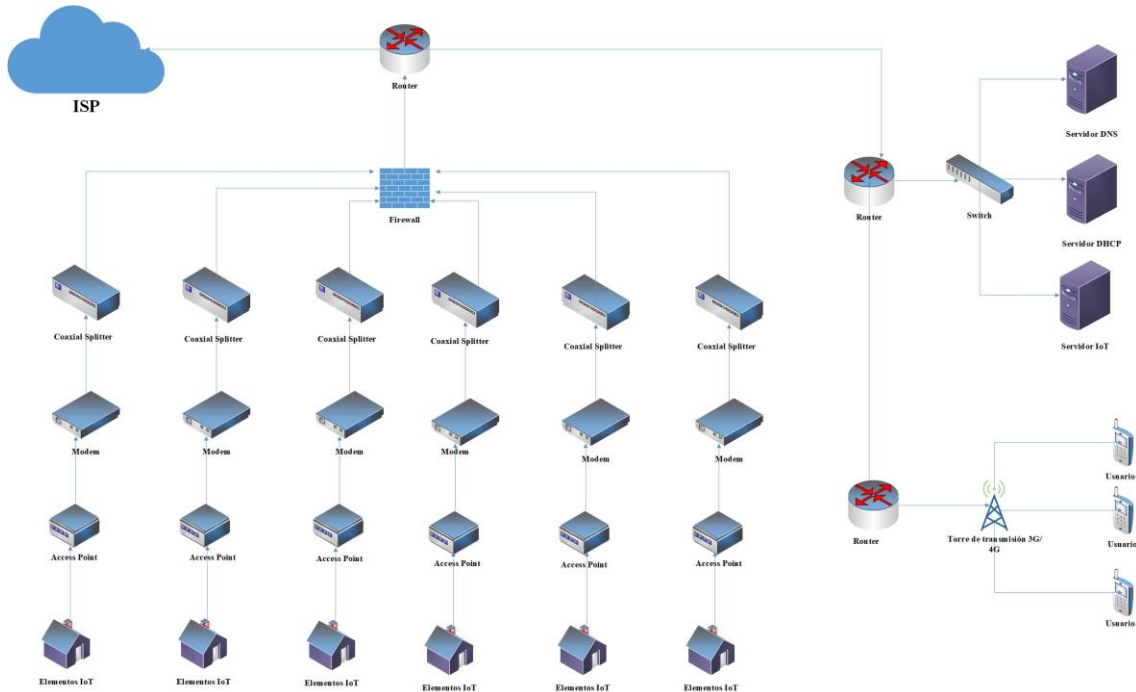 ISP
Router
Servidor DNS
Firewall
Router
Switch
Servidor DHCP
Coaxial Splitter
Coaxial Splitter
Coaxial Splitter
Coaxial Splitter
Coaxial Splitter
Coaxial Splitter
Servidor IoT
Modem
Modem
Modem
Modem
Modem
Modem
Usuario
Router
Torre de transmisión 3G/
4G
Usuario
Access Point
Access Point
Access Point
Access Point
Access Point
Access Point
Usuario
Elementos IoT
Elementos IoT
Elementos IoT
Elementos IoT
Elementos IoT
Elementos IoT